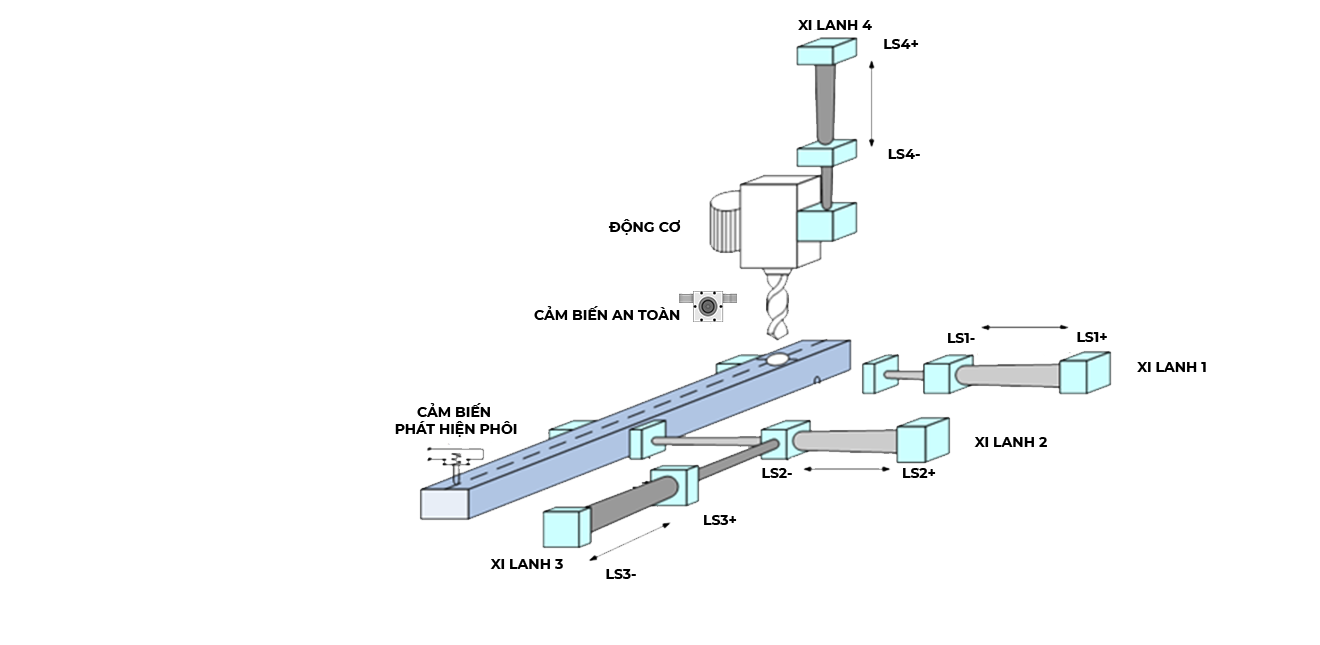 XI LANH 4
LS4+
LS4-
ĐỘNG CƠ
CẢM BIẾN AN TOÀN
LS1-
LS1+
XI LANH 1
CẢM BIẾN
PHÁT HIỆN PHÔI
XI LANH 2
LS2-
LS2+
LS3+
XI LANH 3
LS3-